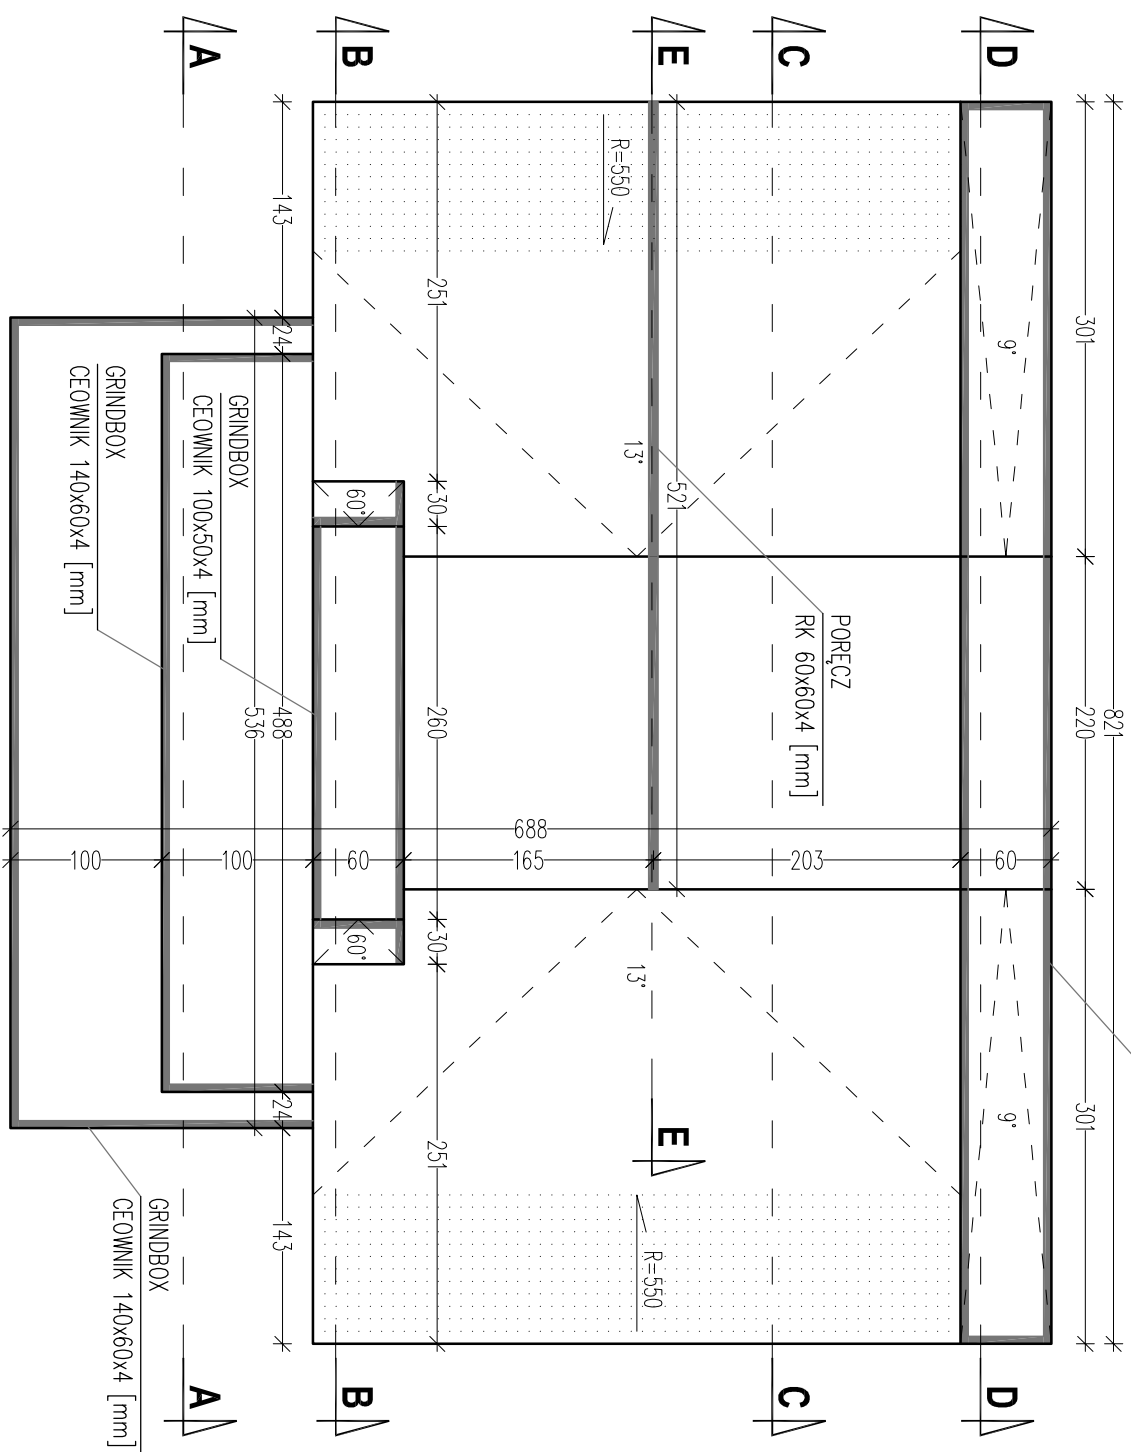 A
B
E
C
D
R=550
143
24
251
30
521
301
821
9°
13°
60°
GRINDBOX
CEOWNIK 140x60x4 [mm]
GRINDBOX
CEOWNIK 100x50x4 [mm]
PORĘCZ
RK 60x60x4 [mm]
536
488
260
220
688
100
100
60
165
203
60
60°
30
13°
9°
24
251
301
E
143
R=550
GRINDBOX
CEOWNIK 140x60x4 [mm]
A
B
C
D